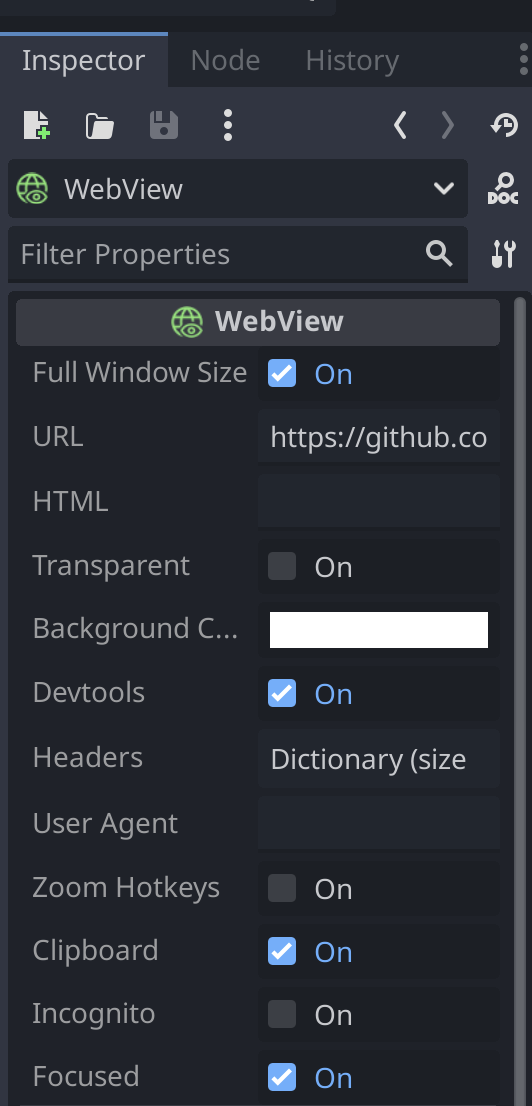 Inspector Node History
WebView
DOC
Filter Properties
WebView
Full Window Size On
URL https://github.co
HTML
Transparent On
Background C...
Devtools On
Headers Dictionary (size
User Agent
Zoom Hotkeys On
Clipboard On
Incognito On
Focused On